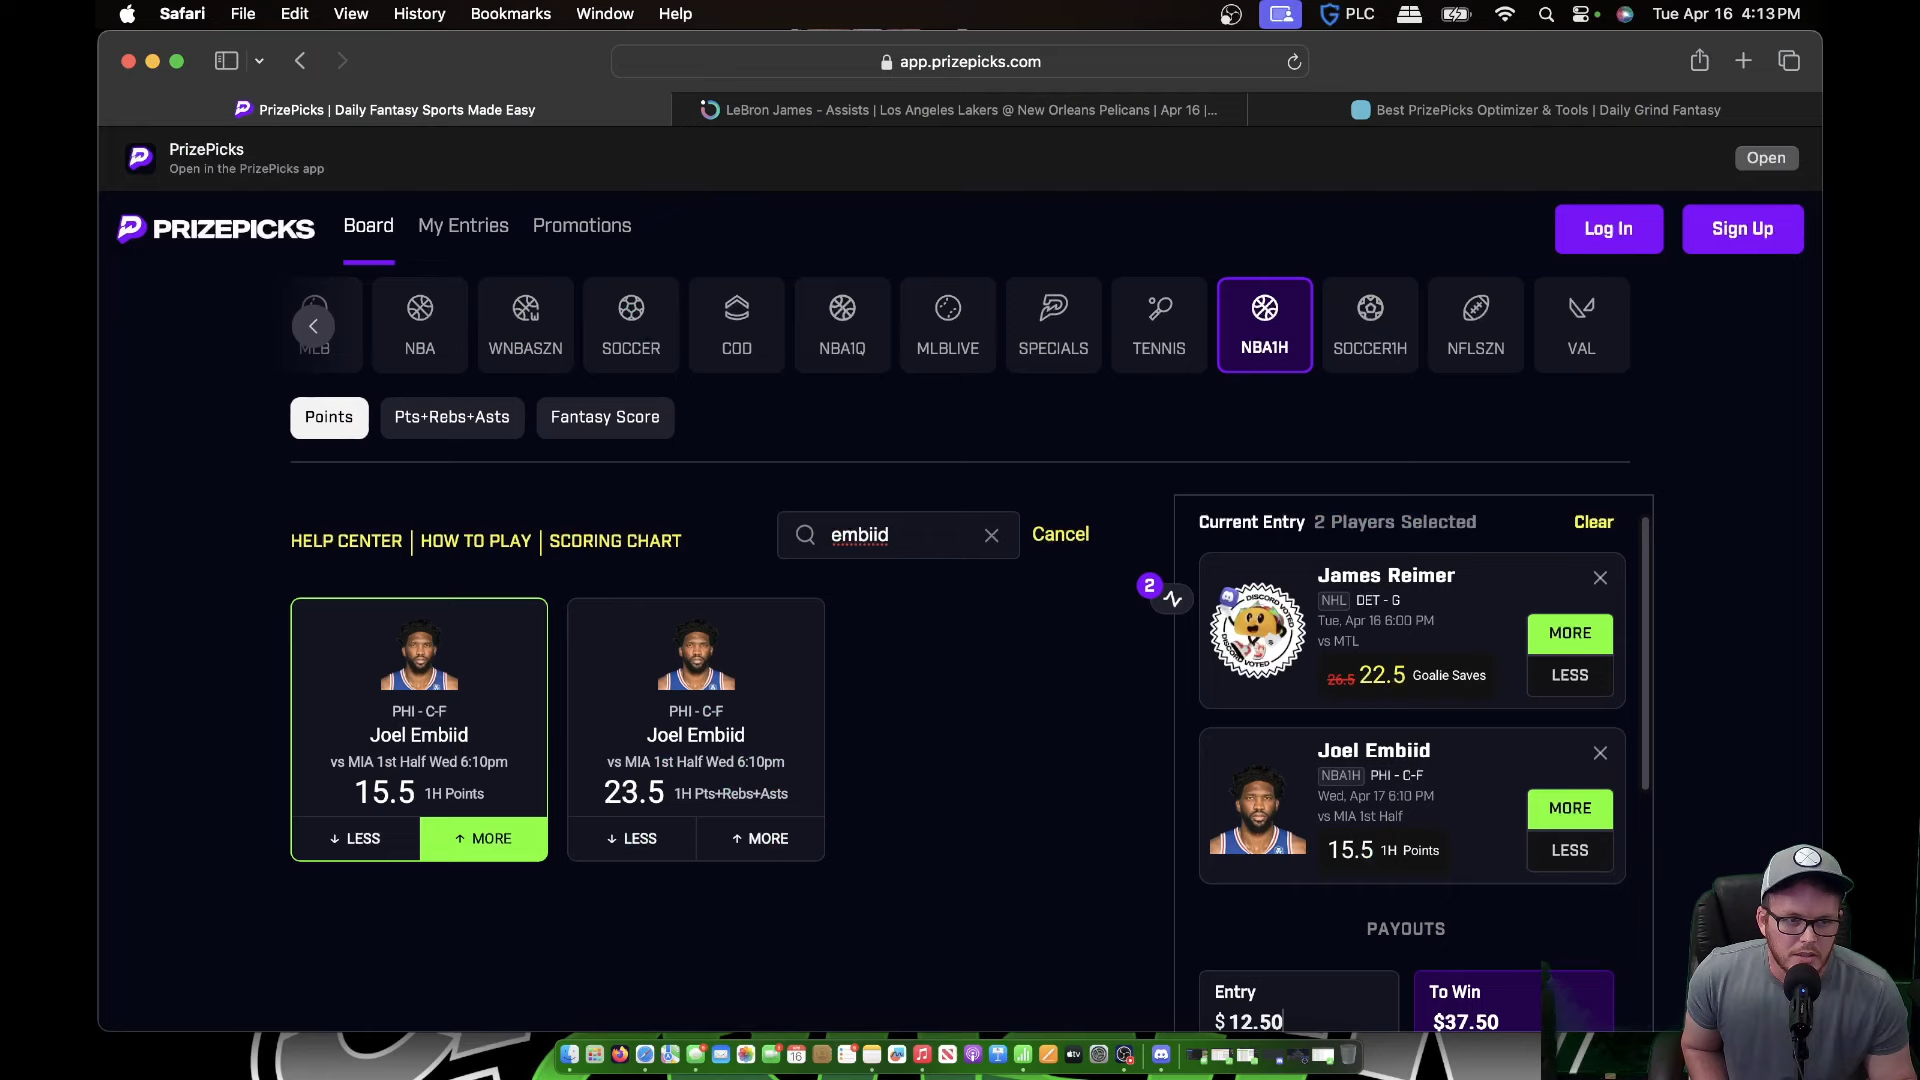 Safari File Edit View History Bookmarks Window Help PLC Tue Apr 16 4:13 PM
app.prizepicks.com
PrizePicks | Daily Fantasy Sports Made Easy
LeBron James - Assists | Los Angeles Lakers @ New Orleans Pelicans | Apr 16 |...
Best PrizePicks Optimizer & Tools | Daily Grind Fantasy
PrizePicks
Open in the PrizePicks app
Open
PRIZEPICKS
Board
My Entries
Promotions
Log In
Sign Up
MLB
NBA
WNBASZN
SOCCER
COD
NBA1Q
MLBLIVE
SPECIALS
TENNIS
NBA1H
SOCCER1H
NFLSZN
VAL
Points
Pts+Rebs+Asts
Fantasy Score
HELP CENTER
HOW TO PLAY
SCORING CHART
embiid
Cancel
PHI - C-F
Joel Embiid
vs MIA 1st Half Wed 6:10pm
15.5 1H Points
LESS
MORE
PHI - C-F
Joel Embiid
vs MIA 1st Half Wed 6:10pm
23.5 1H Pts+Rebs+Asts
LESS
MORE
2
Current Entry 2 Players Selected
Clear
DISCORD VOTED DISCORD VOTED
James Reimer
NHL DET - G
Tue, Apr 16 6:00 PM
vs MTL
26.5 22.5 Goalie Saves
MORE
LESS
Joel Embiid
NBA1H PHI - C-F
Wed, Apr 17 6:10 PM
vs MIA 1st Half
15.5 1H Points
MORE
LESS
PAYOUTS
Entry
$ 12.50
To Win
$37.50